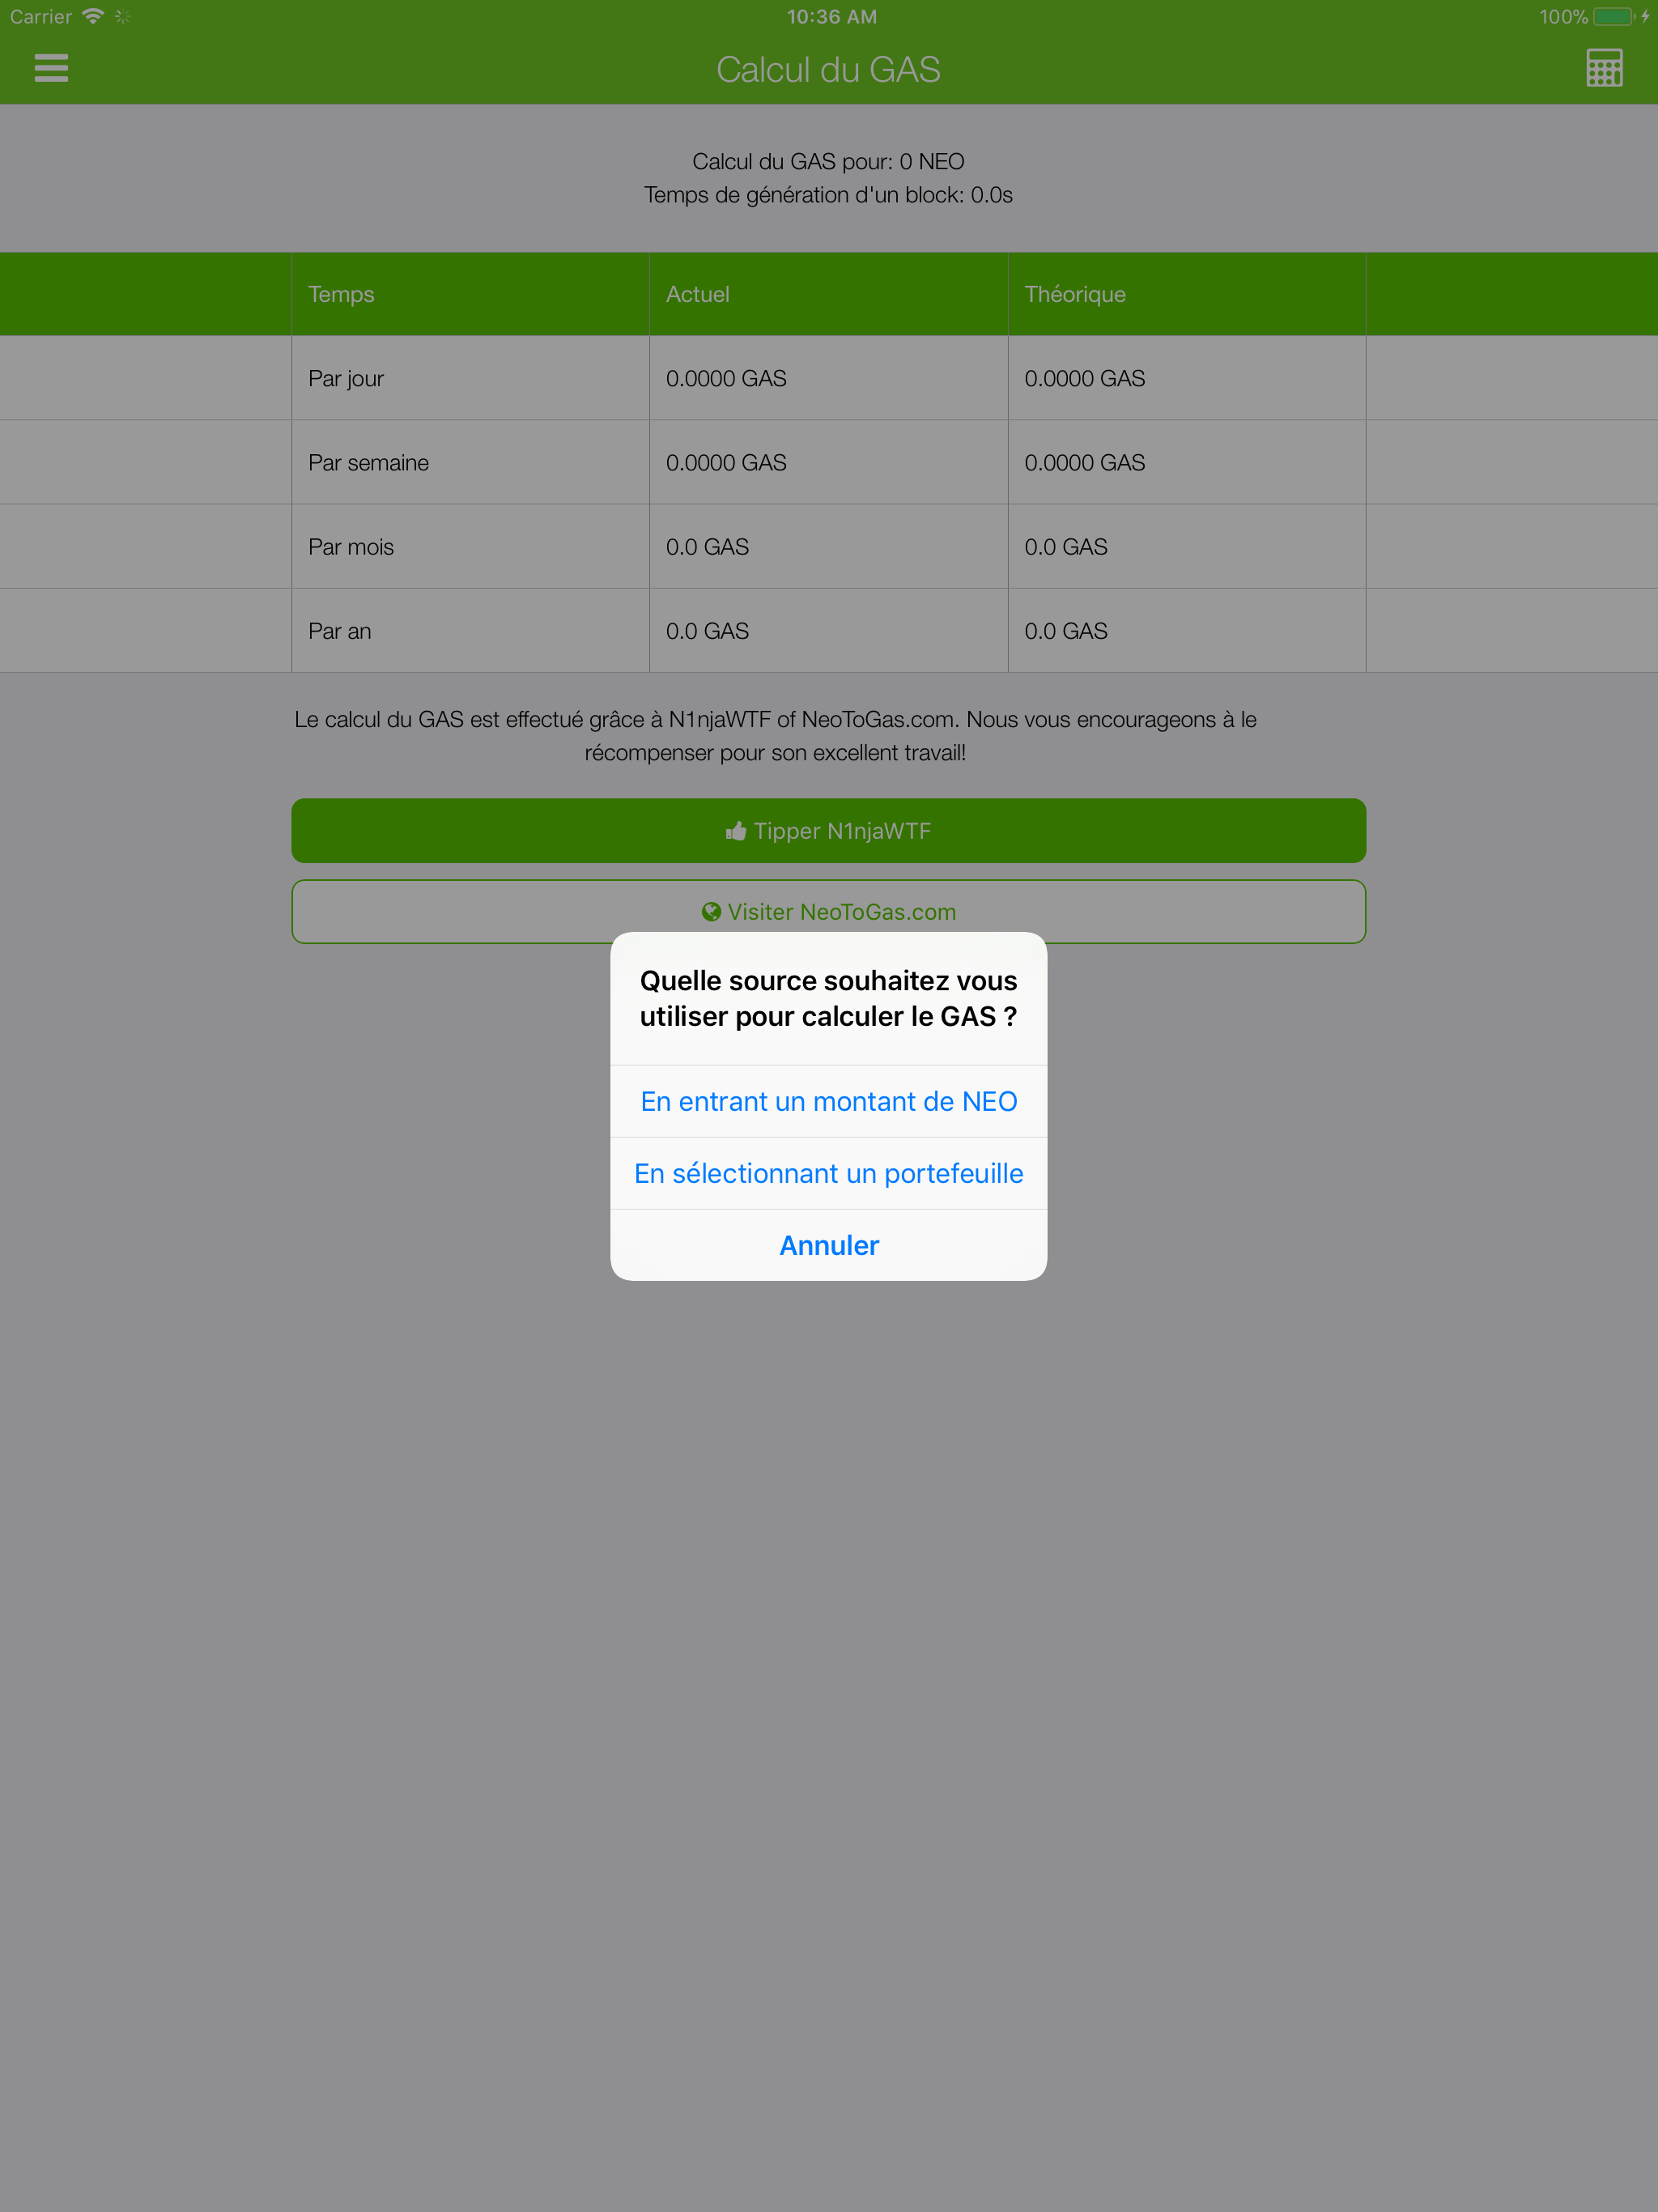 Carrier 10:36 AM 100%
Calcul du GAS
Calcul du GAS pour: 0 NEO
Temps de génération d'un block: 0.0s
Temps Actuel Théorique
Par jour 0.0000 GAS 0.0000 GAS
Par semaine 0.0000 GAS 0.0000 GAS
Par mois 0.0 GAS 0.0 GAS
Par an 0.0 GAS 0.0 GAS
Le calcul du GAS est effectué grâce à N1njaWTF of NeoToGas.com. Nous vous encourageons à le
récompenser pour son excellent travail!
Tipper N1njaWTF
Visiter NeoToGas.com
Quelle source souhaitez vous
utiliser pour calculer le GAS ?
En entrant un montant de NEO
En sélectionnant un portefeuille
Annuler